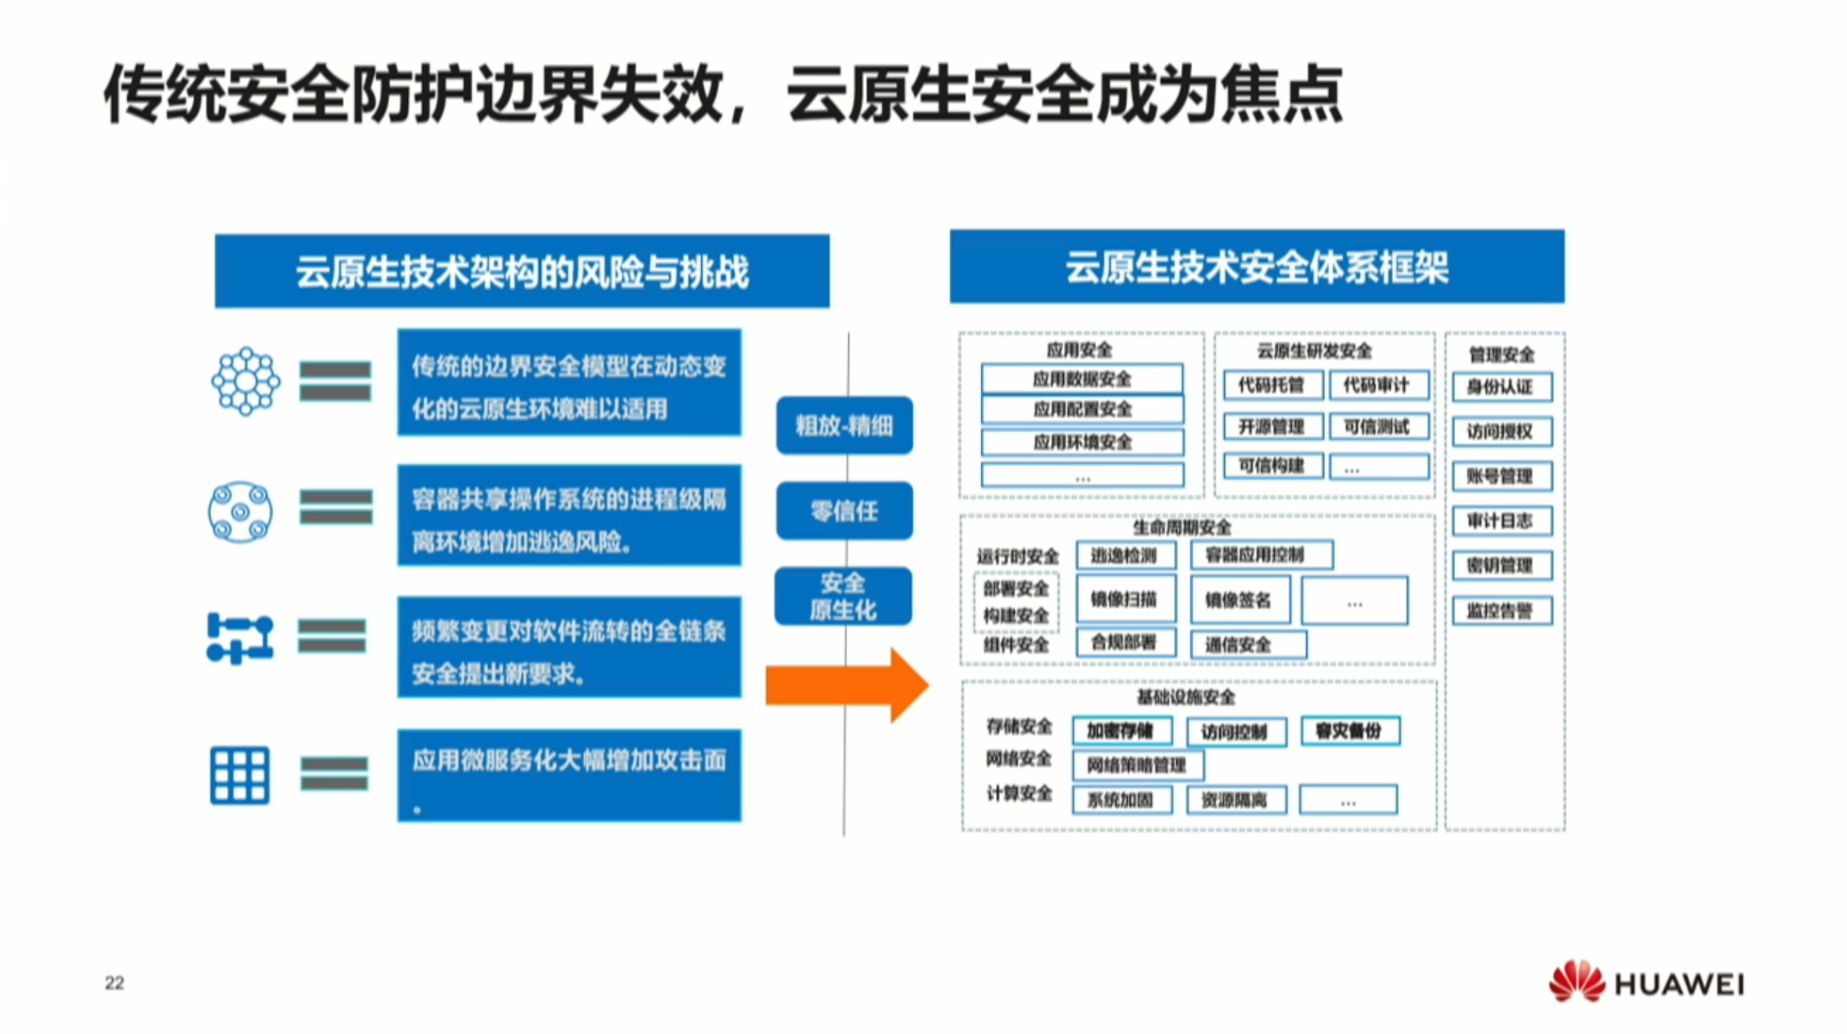 传统安全防护边界失效，云原生安全成为焦点
云原生技术架构的风险与挑战
传统的边界安全模型在动态变
化的云原生环境难以适用
容器共享操作系统的进程级隔
离环境增加逃逸风险。
频繁变更对软件流转的全链条
安全提出新要求。
应用微服务化大幅增加攻击面
。
粗放-精细
零信任
安全
原生化
云原生技术安全体系框架
应用安全
应用数据安全
应用配置安全
应用环境安全
...
云原生研发安全
代码托管
代码审计
开源管理
可信测试
可信构建
...
生命周期安全
运行时安全
逃逸检测
容器应用控制
部署安全
构建安全
镜像扫描
镜像签名
...
组件安全
合规部署
通信安全
基础设施安全
存储安全
加密存储
访问控制
容灾备份
网络安全
网络策略管理
计算安全
系统加固
资源隔离
...
管理安全
身份认证
访问授权
账号管理
审计日志
密钥管理
监控告警
22
HUAWEI